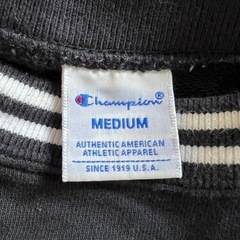 Champion
MEDIUM
AUTHENTIC AMERICAN
ATHLETIC APPAREL
SINCE 1919 U.S.A.